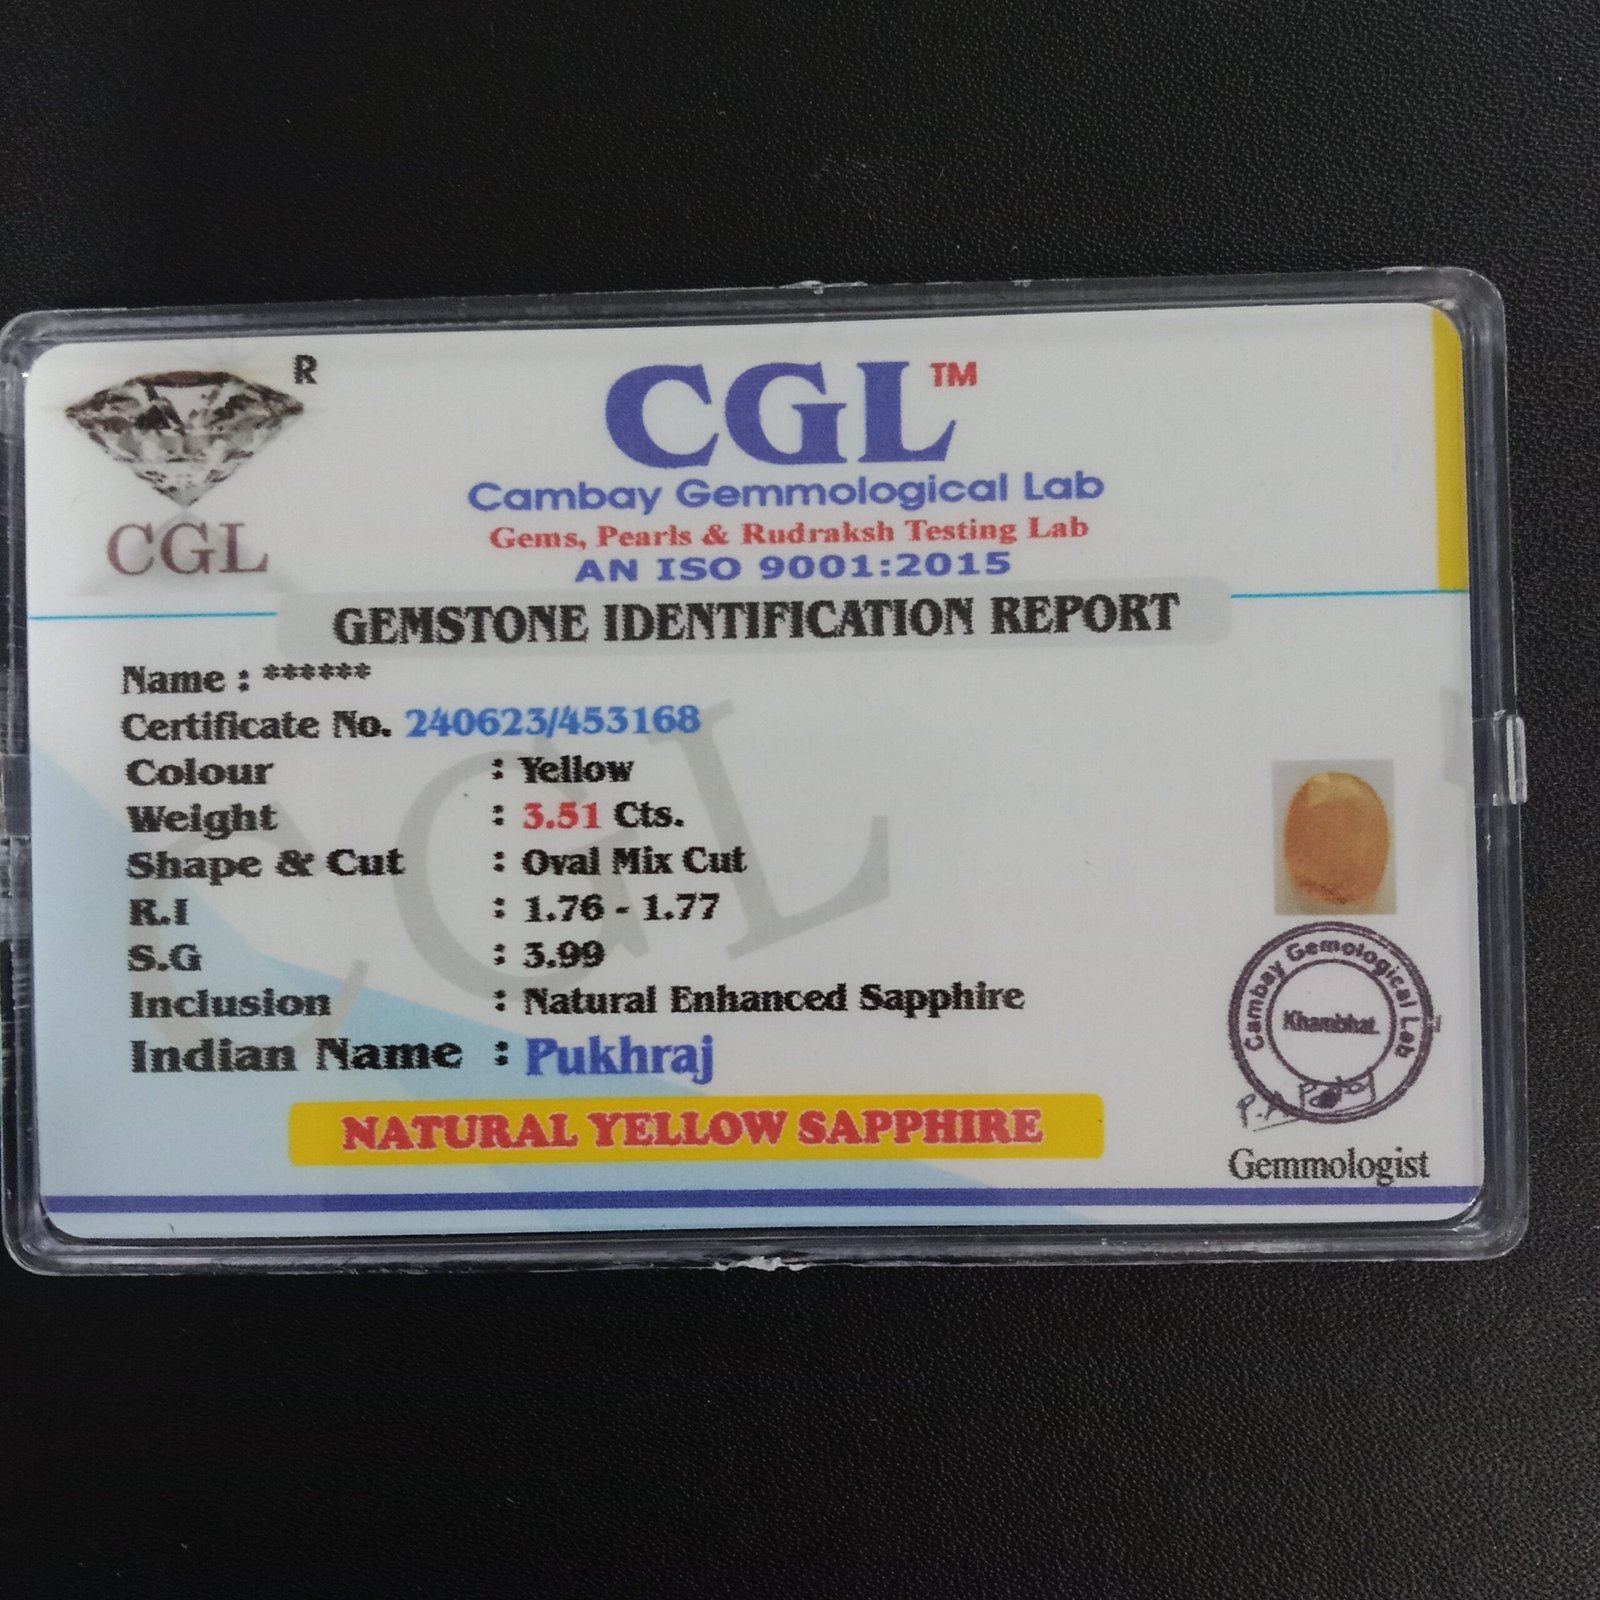 R
CGL
CGL™
Cambay Gemmological Lab
Gems, Pearls & Rudraksh Testing Lab
AN ISO 9001:2015
GEMSTONE IDENTIFICATION REPORT
Name : ******
Certificate No. 240623/453168
Colour : Yellow
Weight : 3.51 Cts.
Shape & Cut : Oval Mix Cut
R.I : 1.76 - 1.77
S.G : 3.99
Inclusion : Natural Enhanced Sapphire
Indian Name : Pukhraj
NATURAL YELLOW SAPPHIRE
CGL
Cambay Gemological Lab
Khambhat.
Gemmologist